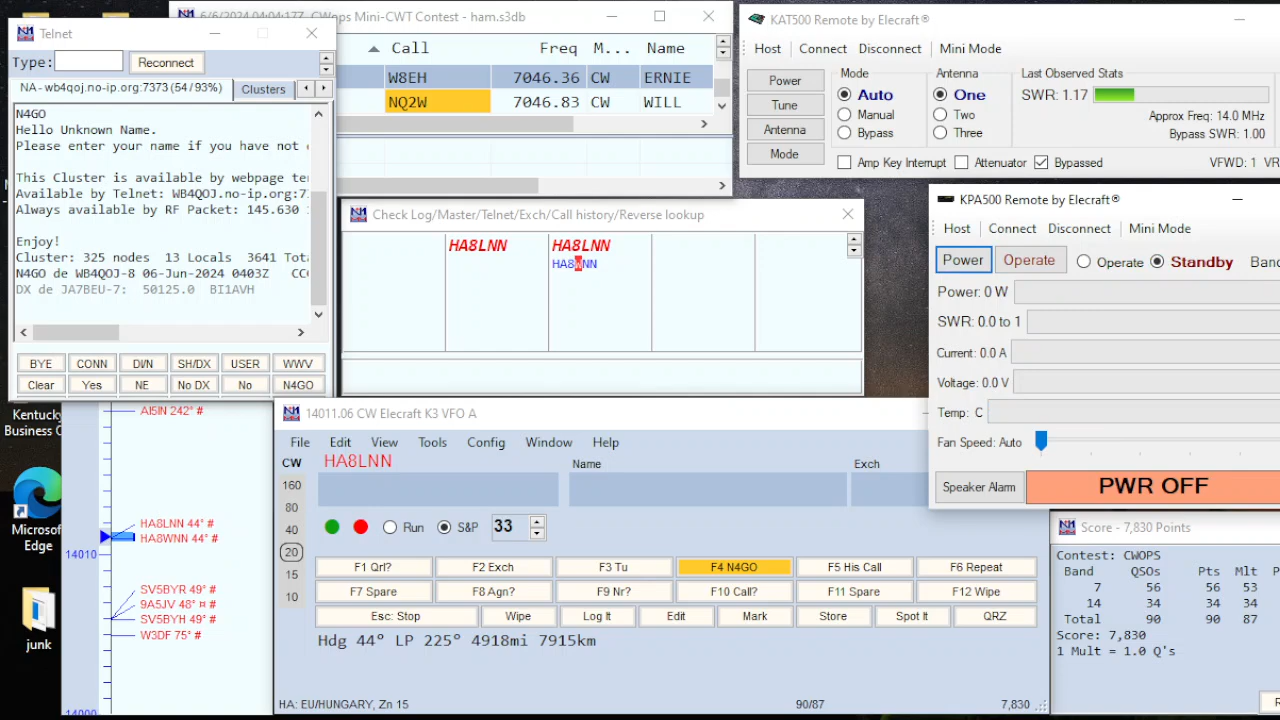 6/6/2024 04:04:17Z  CWops Mini-CWT Contest - ham.s3db
Call Freq M... Name
W8EH 7046.36 CW ERNIE
NQ2W 7046.83 CW WILL
Telnet
Type: Reconnect
NA - wb4qoj.no-ip.org:7373 (54 / 93%) Clusters
N4GO
Hello Unknown Name.
Please enter your name if you have not
This Cluster is available by webpage
Available by Telnet: WB4QOJ.no-ip.org:7
Always available by RF Packet: 145.630
Enjoy!
Cluster: 325 nodes 13 Locals 3641
N4GO de WB4QOJ-8 06-Jun-2024 0403Z
DX de JA7BEU-7: 50125.0 BI1AVH
BYE CONN DI/N SH/DX USER WWV
Clear Yes NE No DX No N4GO
Check Log/Master/Telnet/Exch/Call history/Reverse lookup
HA8LNN HA8LNN
HA8WNN
KAT500 Remote by Elecraft®
Host Connect Disconnect Mini Mode
Power
Tune
Antenna
Mode
Mode
Auto
Manual
Bypass
Antenna
One
Two
Three
Last Observed Stats
SWR: 1.17
Approx Freq: 14.0 MHz
Bypass SWR: 1.00
Amp Key Interrupt Attenuator Bypassed VFWD: 1
KPA500 Remote by Elecraft®
Host Connect Disconnect Mini Mode
Power Operate Operate Standby
Power: 0 W
SWR: 0.0 to 1
Current: 0.0 A
Voltage: 0.0 V
Temp: C
Fan Speed: Auto
Speaker Alarm PWR OFF
Kentucky
Business
Microsoft
Edge
junk
AI5IN 242° #
HA8LNN 44° #
HA8WNN 44° #
14010
SV5BYR 49° #
9A5JV 48° ¤ #
SV5BYH 49° #
W3DF 75° #
14000
14011.06 CW Elecraft K3 VFO A
File Edit View Tools Config Window Help
CW HA8LNN Name Exch
160
80
40
20
15
10
Run S&P 33
F1 Qrl? F2 Exch F3 Tu F4 N4GO F5 His Call F6 Repeat
F7 Spare F8 Agn? F9 Nr? F10 Call? F11 Spare F12 Wipe
Esc: Stop Wipe Log It Edit Mark Store Spot It QRZ
Hdg 44° LP 225° 4918mi 7915km
HA: EU/HUNGARY, Zn 15 90/87 7,830
Score - 7,830 Points
Contest: CWOPS
Band QSOs Pts Mlt
7 56 56 53
14 34 34 34
Total 90 90 87
Score: 7,830
1 Mult = 1.0 Q's